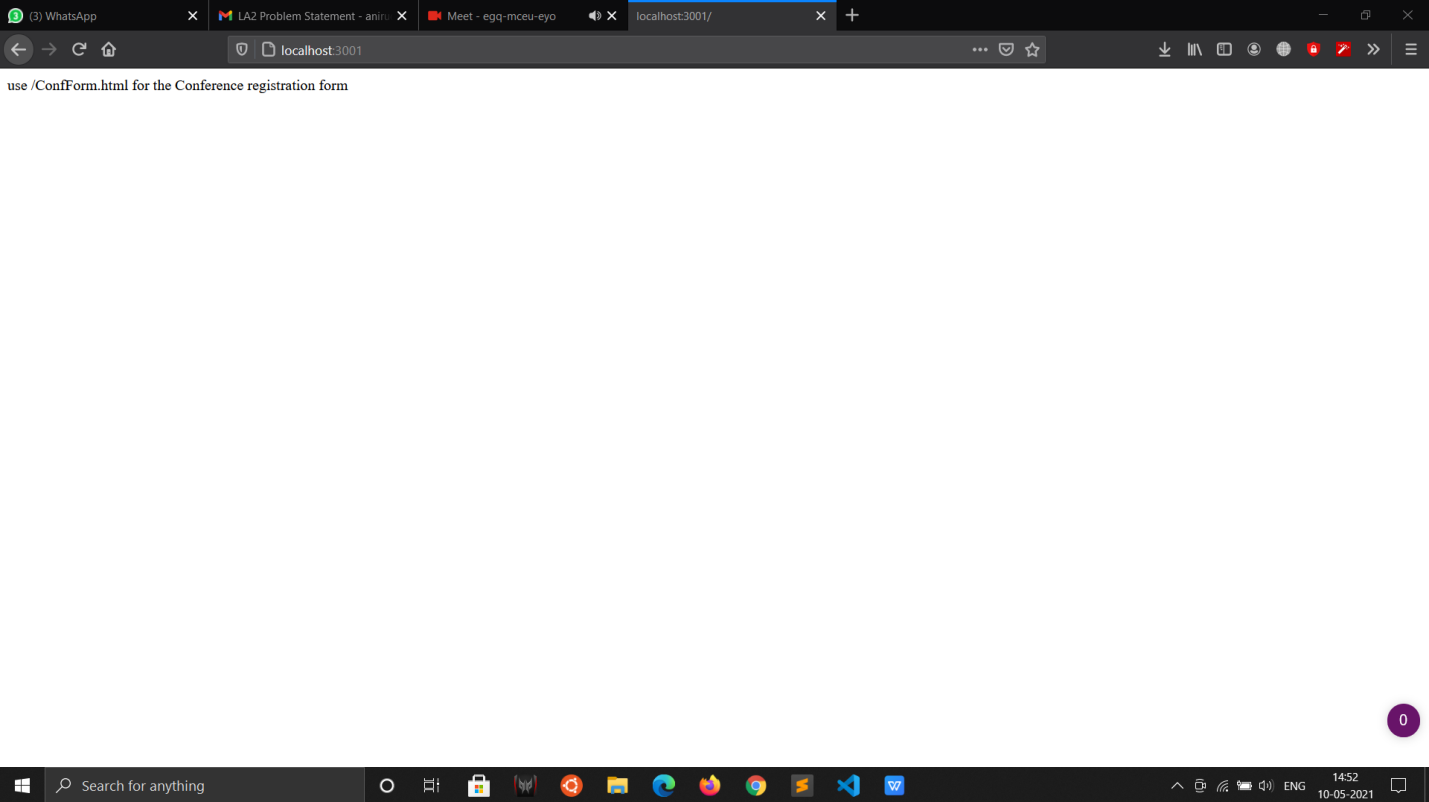 3 (3) WhatsApp
LA2 Problem Statement - aniru
Meet - egq-mceu-eyo
localhost:3001/
localhost:3001
use /ConfForm.html for the Conference registration form
0
Search for anything
ENG
14:52
10-05-2021